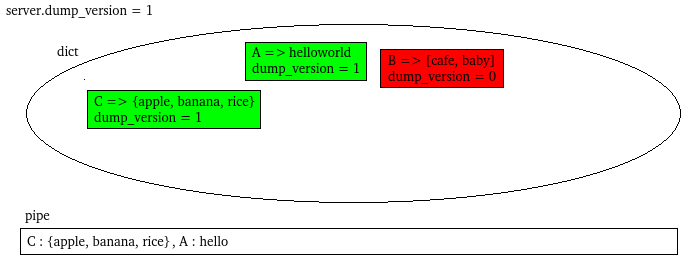 server.dump_version = 1
dict
A => helloworld
dump_version = 1
B => [cafe, baby]
dump_version = 0
C => {apple, banana, rice}
dump_version = 1
pipe
C : {apple, banana, rice} , A : hello